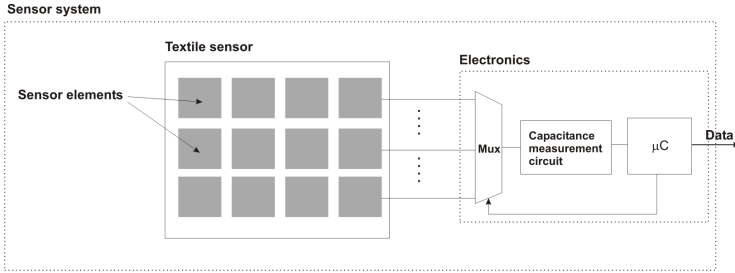 Sensor system
Textile sensor
Electronics
Sensor elements
Mux
Capacitance
measurement
circuit
µC
Data